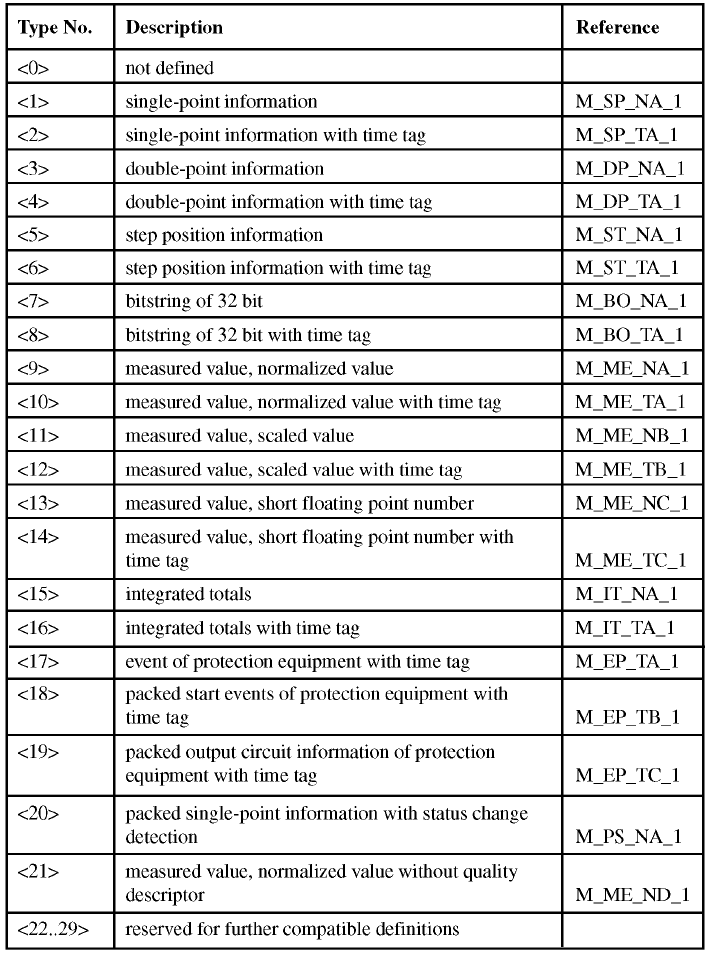 Type No. Description Reference
<0> not defined
<1> single-point information M_SP_NA_1
<2> single-point information with time tag M_SP_TA_1
<3> double-point information M_DP_NA_1
<4> double-point information with time tag M_DP_TA_1
<5> step position information M_ST_NA_1
<6> step position information with time tag M_ST_TA_1
<7> bitstring of 32 bit M_BO_NA_1
<8> bitstring of 32 bit with time tag M_BO_TA_1
<9> measured value, normalized value M_ME_NA_1
<10> measured value, normalized value with time tag M_ME_TA_1
<11> measured value, scaled value M_ME_NB_1
<12> measured value, scaled value with time tag M_ME_TB_1
<13> measured value, short floating point number M_ME_NC_1
<14> measured value, short floating point number with
time tag M_ME_TC_1
<15> integrated totals M_IT_NA_1
<16> integrated totals with time tag M_IT_TA_1
<17> event of protection equipment with time tag M_EP_TA_1
<18> packed start events of protection equipment with
time tag M_EP_TB_1
<19> packed output circuit information of protection
equipment with time tag M_EP_TC_1
<20> packed single-point information with status change
detection M_PS_NA_1
<21> measured value, normalized value without quality
descriptor M_ME_ND_1
<22..29> reserved for further compatible definitions